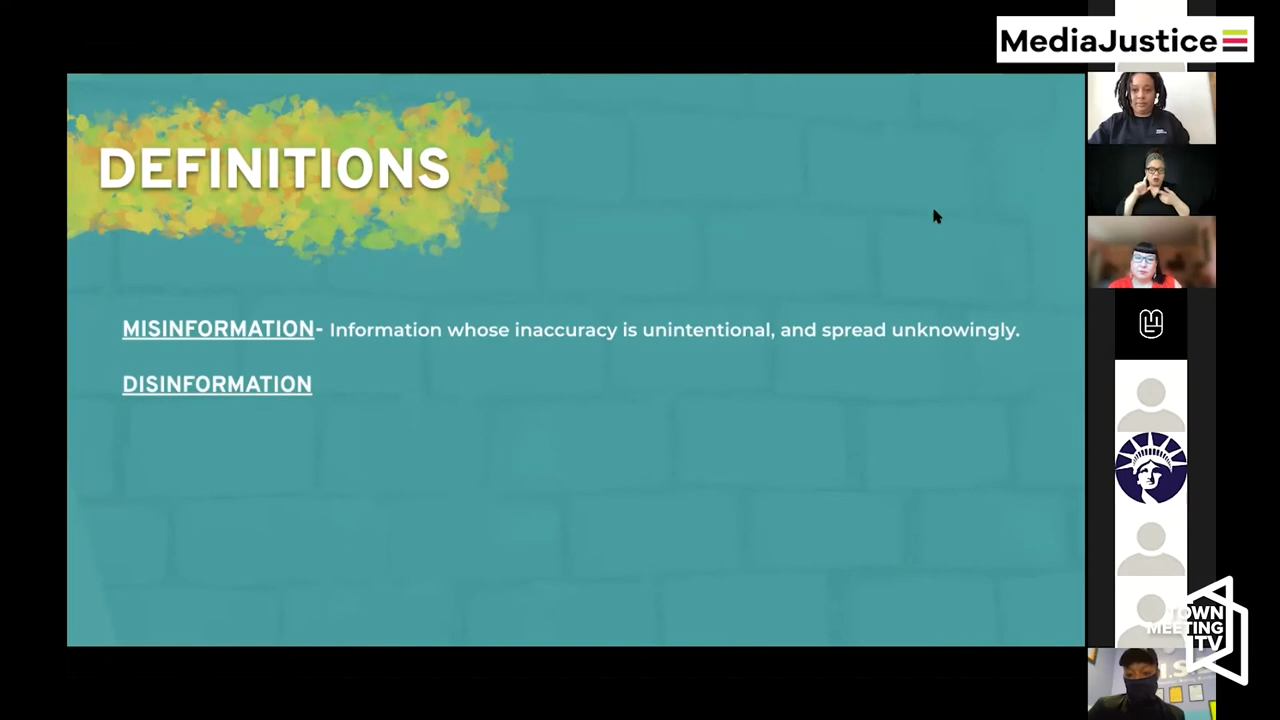 MediaJustice
DEFINITIONS
MISINFORMATION- Information whose inaccuracy is unintentional, and spread unknowingly.
DISINFORMATION
TOWN
MEETING
TV